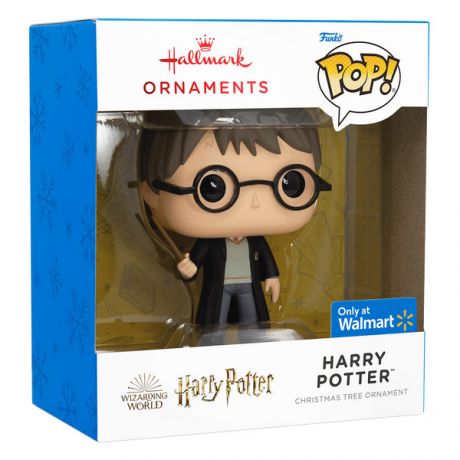 Hallmark
ORNAMENTS
Funko
POP!
Only at
Walmart
WIZARDING
WORLD
Harry Potter
HARRY
POTTER™
CHRISTMAS TREE ORNAMENT